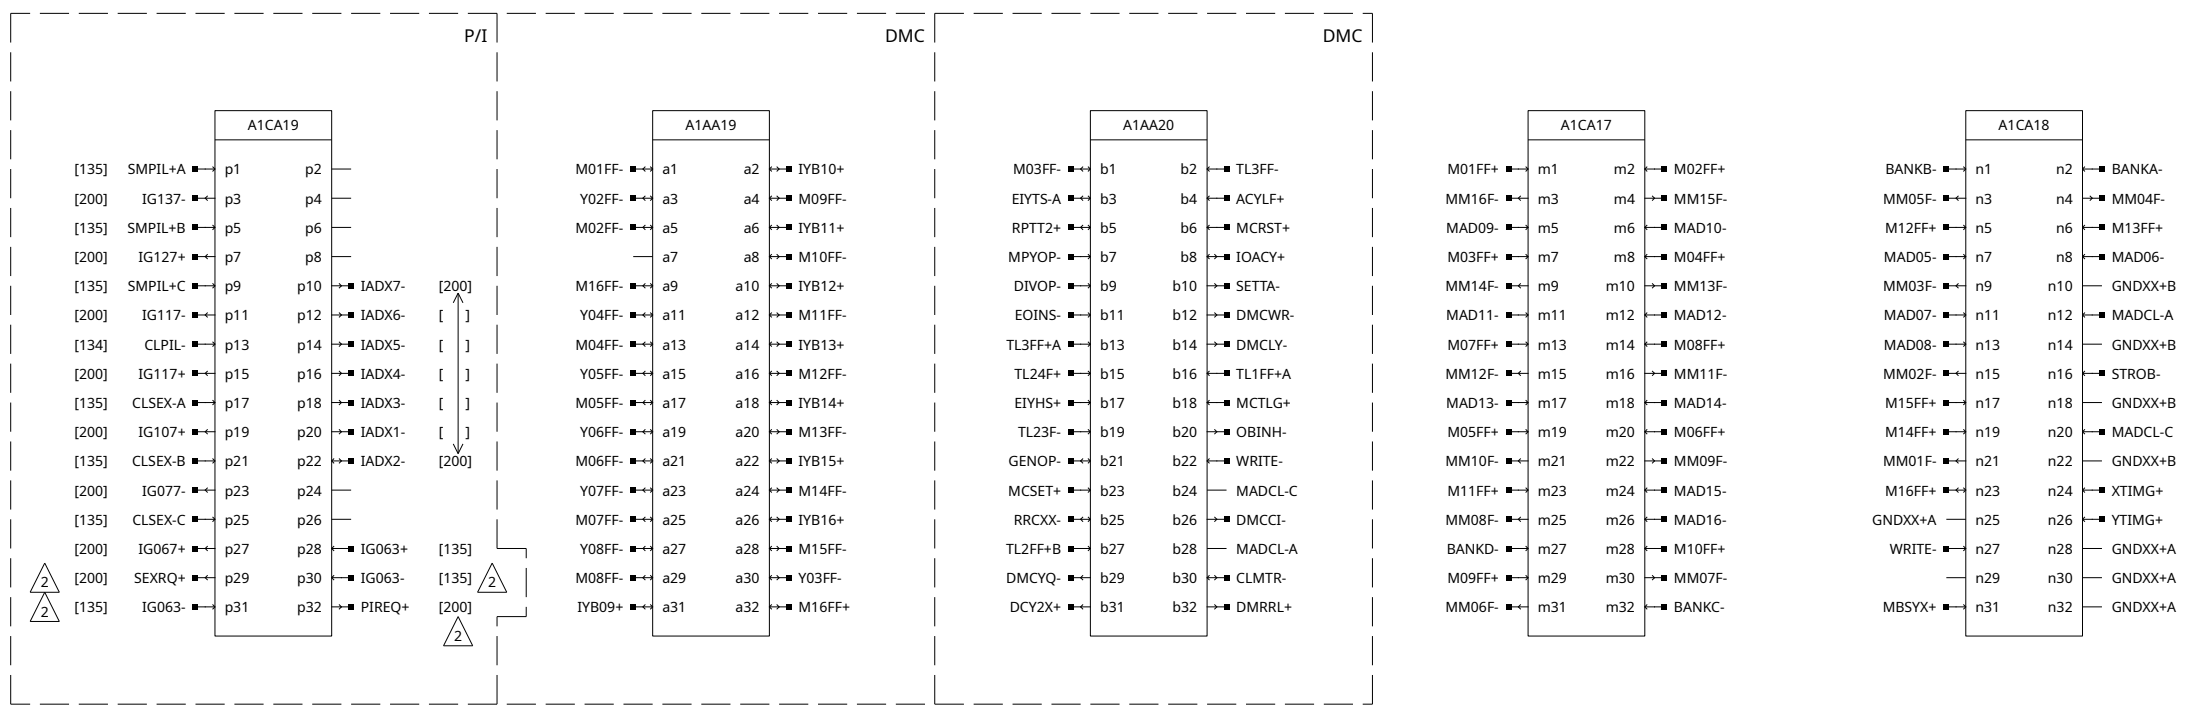 P/I DMC DMC
A1CA19 A1AA19 A1AA20 A1CA17 A1CA18
[135] SMPIL+A p1 p2 M01FF- a1 a2 IYB10+ M03FF- b1 b2 TL3FF- M01FF+ m1 m2 M02FF+ BANKB- n1 n2 BANKA-
[200] IG137- p3 p4 Y02FF- a3 a4 M09FF- EIYTS-A b3 b4 ACYLF+ MM16F- m3 m4 MM15F- MM05F- n3 n4 MM04F-
[135] SMPIL+B p5 p6 M02FF- a5 a6 IYB11+ RPTT2+ b5 b6 MCRST+ MAD09- m5 m6 MAD10- M12FF+ n5 n6 M13FF+
[200] IG127+ p7 p8 a7 a8 M10FF- MPYOP- b7 b8 IOACY+ M03FF+ m7 m8 M04FF+ MAD05- n7 n8 MAD06-
[135] SMPIL+C p9 p10 IADX7- [200] M16FF- a9 a10 IYB12+ DIVOP- b9 b10 SETTA- MM14F- m9 m10 MM13F- MM03F- n9 n10 GNDXX+B
[200] IG117- p11 p12 IADX6- [ ] Y04FF- a11 a12 M11FF- EOINS- b11 b12 DMCWR- MAD11- m11 m12 MAD12- MAD07- n11 n12 MADCL-A
[134] CLPIL- p13 p14 IADX5- [ ] M04FF- a13 a14 IYB13+ TL3FF+A b13 b14 DMCLY- M07FF+ m13 m14 M08FF+ MAD08- n13 n14 GNDXX+B
[200] IG117+ p15 p16 IADX4- [ ] Y05FF- a15 a16 M12FF- TL24F+ b15 b16 TL1FF+A MM12F- m15 m16 MM11F- MM02F- n15 n16 STROB-
[135] CLSEX-A p17 p18 IADX3- [ ] M05FF- a17 a18 IYB14+ EIYHS+ b17 b18 MCTLG+ MAD13- m17 m18 MAD14- M15FF+ n17 n18 GNDXX+B
[200] IG107+ p19 p20 IADX1- [ ] Y06FF- a19 a20 M13FF- TL23F- b19 b20 OBINH- M05FF+ m19 m20 M06FF+ M14FF+ n19 n20 MADCL-C
[135] CLSEX-B p21 p22 IADX2- [200] M06FF- a21 a22 IYB15+ GENOP- b21 b22 WRITE- MM10F- m21 m22 MM09F- MM01F- n21 n22 GNDXX+B
[200] IG077- p23 p24 Y07FF- a23 a24 M14FF- MCSET+ b23 b24 MADCL-C M11FF+ m23 m24 MAD15- M16FF+ n23 n24 XTIMG+
[135] CLSEX-C p25 p26 M07FF- a25 a26 IYB16+ RRCXX- b25 b26 DMCCI- MM08F- m25 m26 MAD16- GNDXX+A n25 n26 YTIMG+
[200] IG067+ p27 p28 IG063+ [135] Y08FF- a27 a28 M15FF- TL2FF+B b27 b28 MADCL-A BANKD- m27 m28 M10FF+ WRITE- n27 n28 GNDXX+A
2 [200] SEXRQ+ p29 p30 IG063- [135] 2 M08FF- a29 a30 Y03FF- DMCYQ- b29 b30 CLMTR- M09FF+ m29 m30 MM07F- n29 n30 GNDXX+A
2 [135] IG063- p31 p32 PIREQ+ [200] IYB09+ a31 a32 M16FF+ DCY2X+ b31 b32 DMRRL+ MM06F- m31 m32 BANKC- MBSYX+ n31 n32 GNDXX+A
2